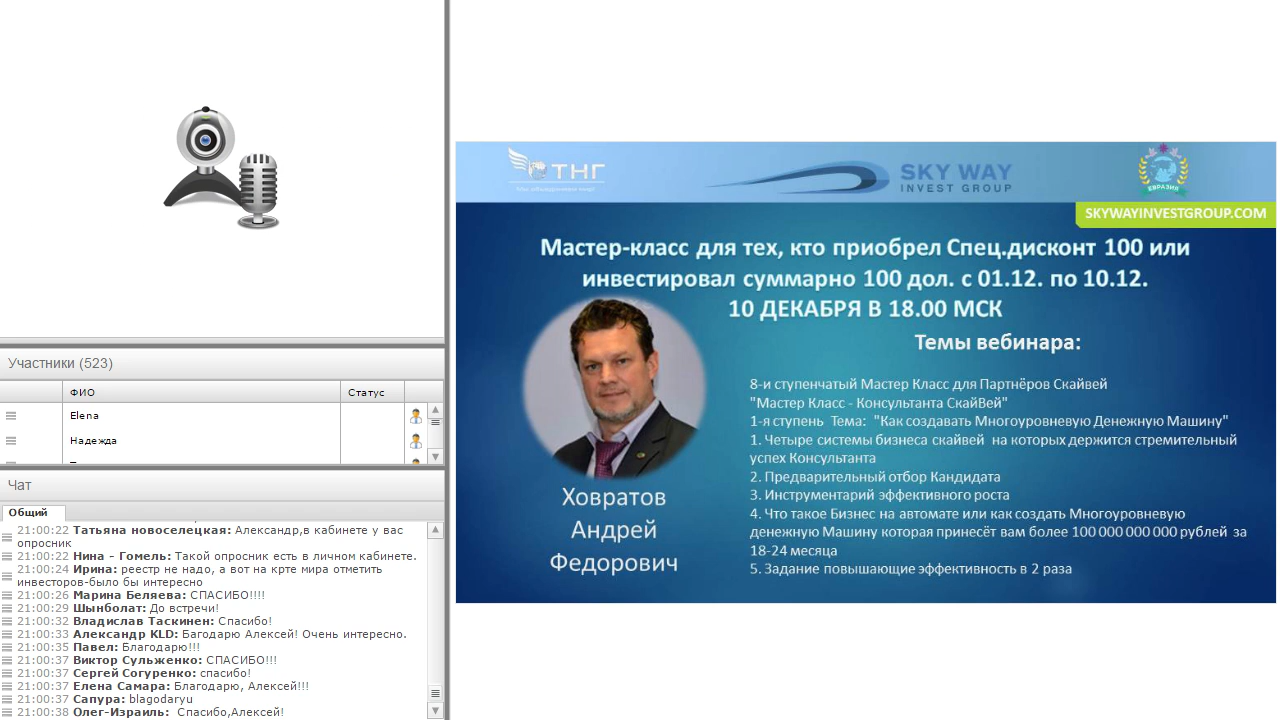 Участники (523)
ФИО
Статус
Elena
Надежда
Чат
Общий
21:00:22 Татьяна новоселецкая: Александр,в кабинете у вас
опросник
21:00:22 Нина - Гомель: Такой опросник есть в личном кабинете.
21:00:24 Ирина: реестр не надо, а вот на крте мира отметить
инвесторов-было бы интересно
21:00:26 Марина Беляева: СПАСИБО!!!!
21:00:29 Шынболат: До встречи!
21:00:32 Владислав Таскинен: Спасибо!
21:00:33 Александр KLD: Багодарю Алексей! Очень интересно.
21:00:35 Павел: Благодарю!!!
21:00:37 Виктор Сульженко: СПАСИБО!!!
21:00:37 Сергей Согуренко: спасибо!
21:00:37 Елена Самара: Благодарю, Алексей!!!
21:00:37 Сапура: blagodaryu
21:00:38 Олег-Израиль: Спасибо,Алексей!
ТНГ
SKY WAY
INVEST GROUP
ЕВРАЗИЯ
SKYWAYINVESTGROUP.COM
Мастер-класс для тех, кто приобрел Спец.дисконт 100 или
инвестировал суммарно 100 дол. с 01.12. по 10.12.
10 ДЕКАБРЯ В 18.00 МСК
Темы вебинара:
8-и ступенчатый Мастер Класс для Партнёров Скайвей
"Мастер Класс - Консультанта СкайВей"
1-я ступень Тема: "Как создавать Многоуровневую Денежную Машину"
1. Четыре системы бизнеса скайвей на которых держится стремительный
успех Консультанта
2. Предварительный отбор Кандидата
3. Инструментарий эффективного роста
4. Что такое Бизнес на автомате или как создать Многоуровневую
денежную Машину которая принесёт вам более 100 000 000 000 рублей за
18-24 месяца
5. Задание повышающие эффективность в 2 раза
Ховратов
Андрей
Федорович